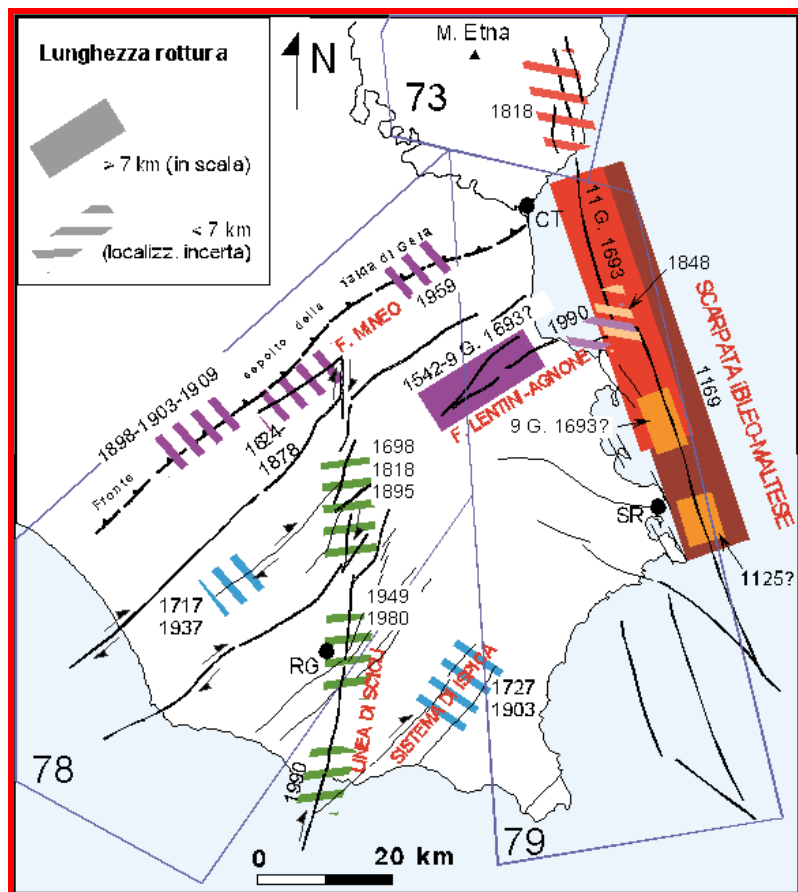 Lunghezza rottura
> 7 km (in scala)
< 7 km
(localizz. incerta)
N
M. Etna
73
1818
CT
11 G. 1693
1848
1990
SCARPATA IBLEO-MALTESE
1169
1959
Fronte sepolto della falda di Gela
F. MINEO
1898-1903-1909
1624-
1878
1542-9 G. 1693?
F. LENTIN-AGNONE
9 G. 1693?
1698
1818
1895
SR
1125?
1717
1937
1949
1980
RG
LINEA DI SCICLI
SISTEMA DI ISPICA
1727
1903
1990
78
79
0 20 km